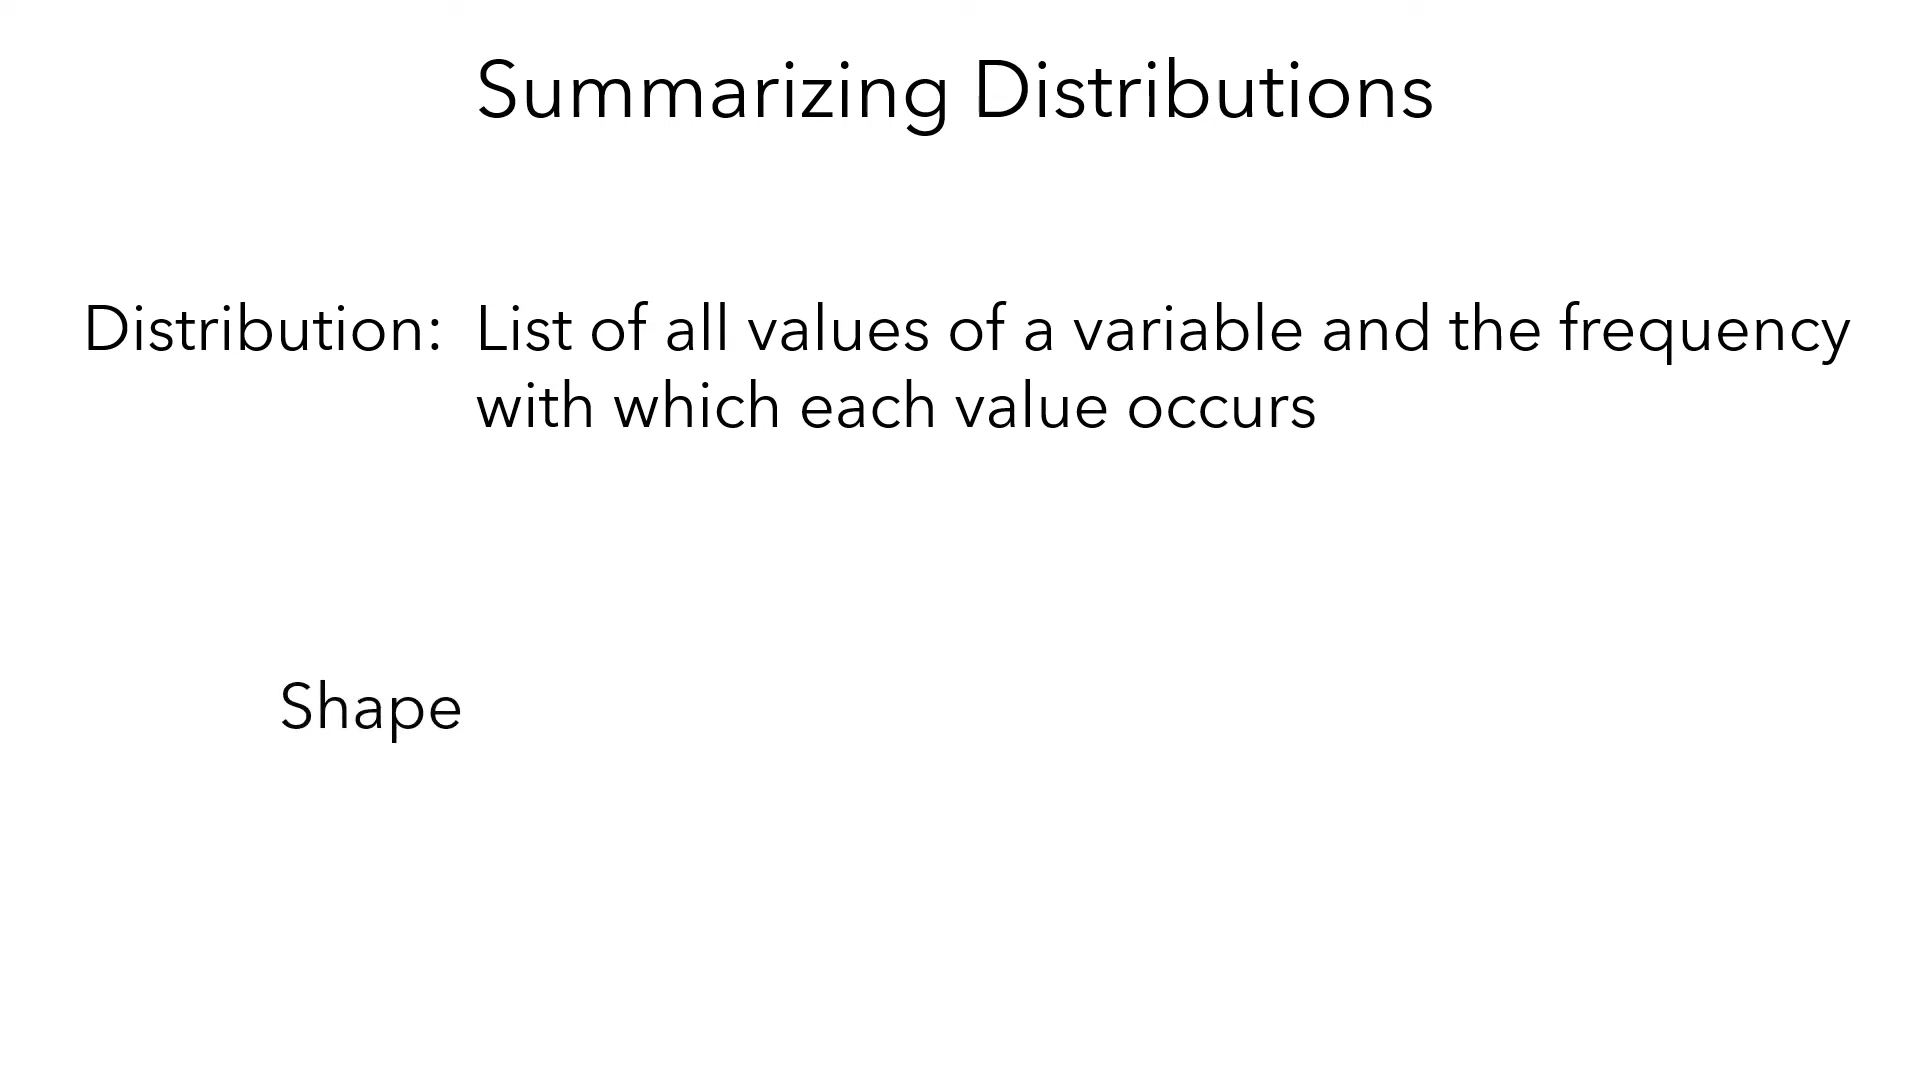 Summarizing Distributions
Distribution: List of all values of a variable and the frequency
with which each value occurs
Shape